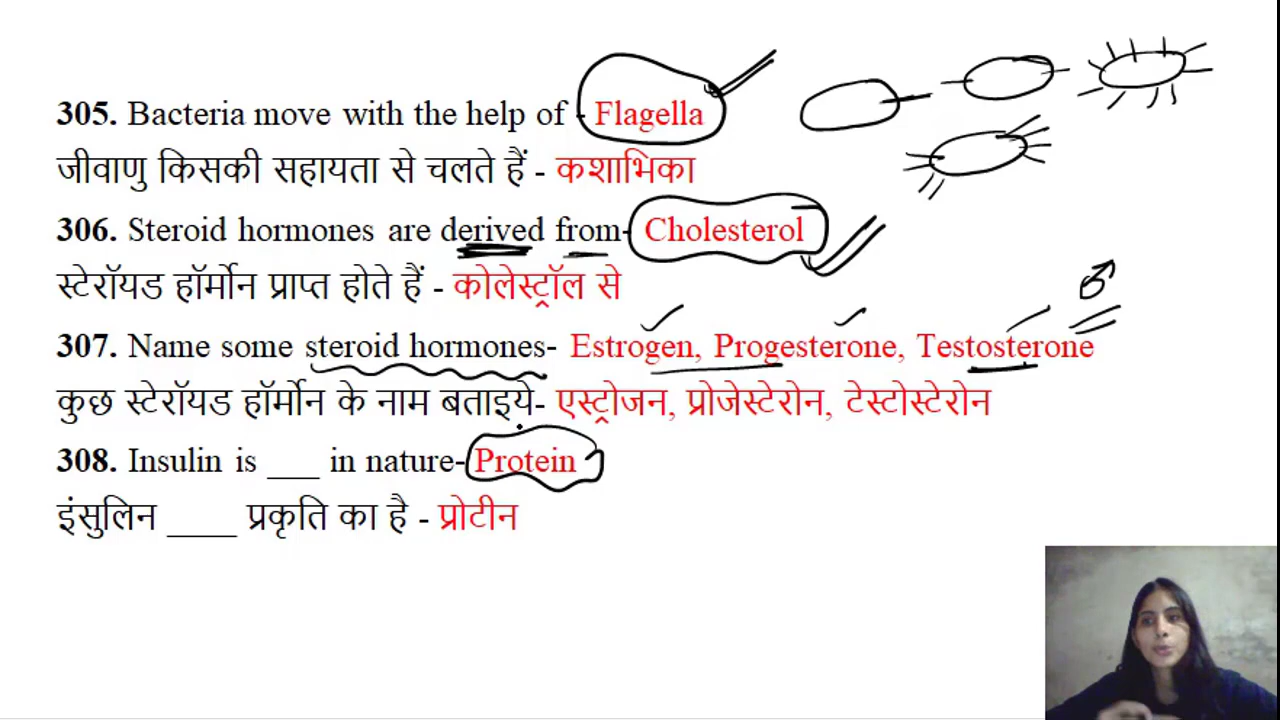 305. Bacteria move with the help of - Flagella
जीवाणु किसकी सहायता से चलते हैं - कशाभिका
306. Steroid hormones are derived from- Cholesterol
स्टेरॉयड हॉर्मोन प्राप्त होते हैं - कोलेस्ट्रॉल से
307. Name some steroid hormones- Estrogen, Progesterone, Testosterone
कुछ स्टेरॉयड हॉर्मोन के नाम बताइये- एस्ट्रोजन, प्रोजेस्टेरोन, टेस्टोस्टेरोन
308. Insulin is ___ in nature- Protein
इंसुलिन ____ प्रकृति का है - प्रोटीन